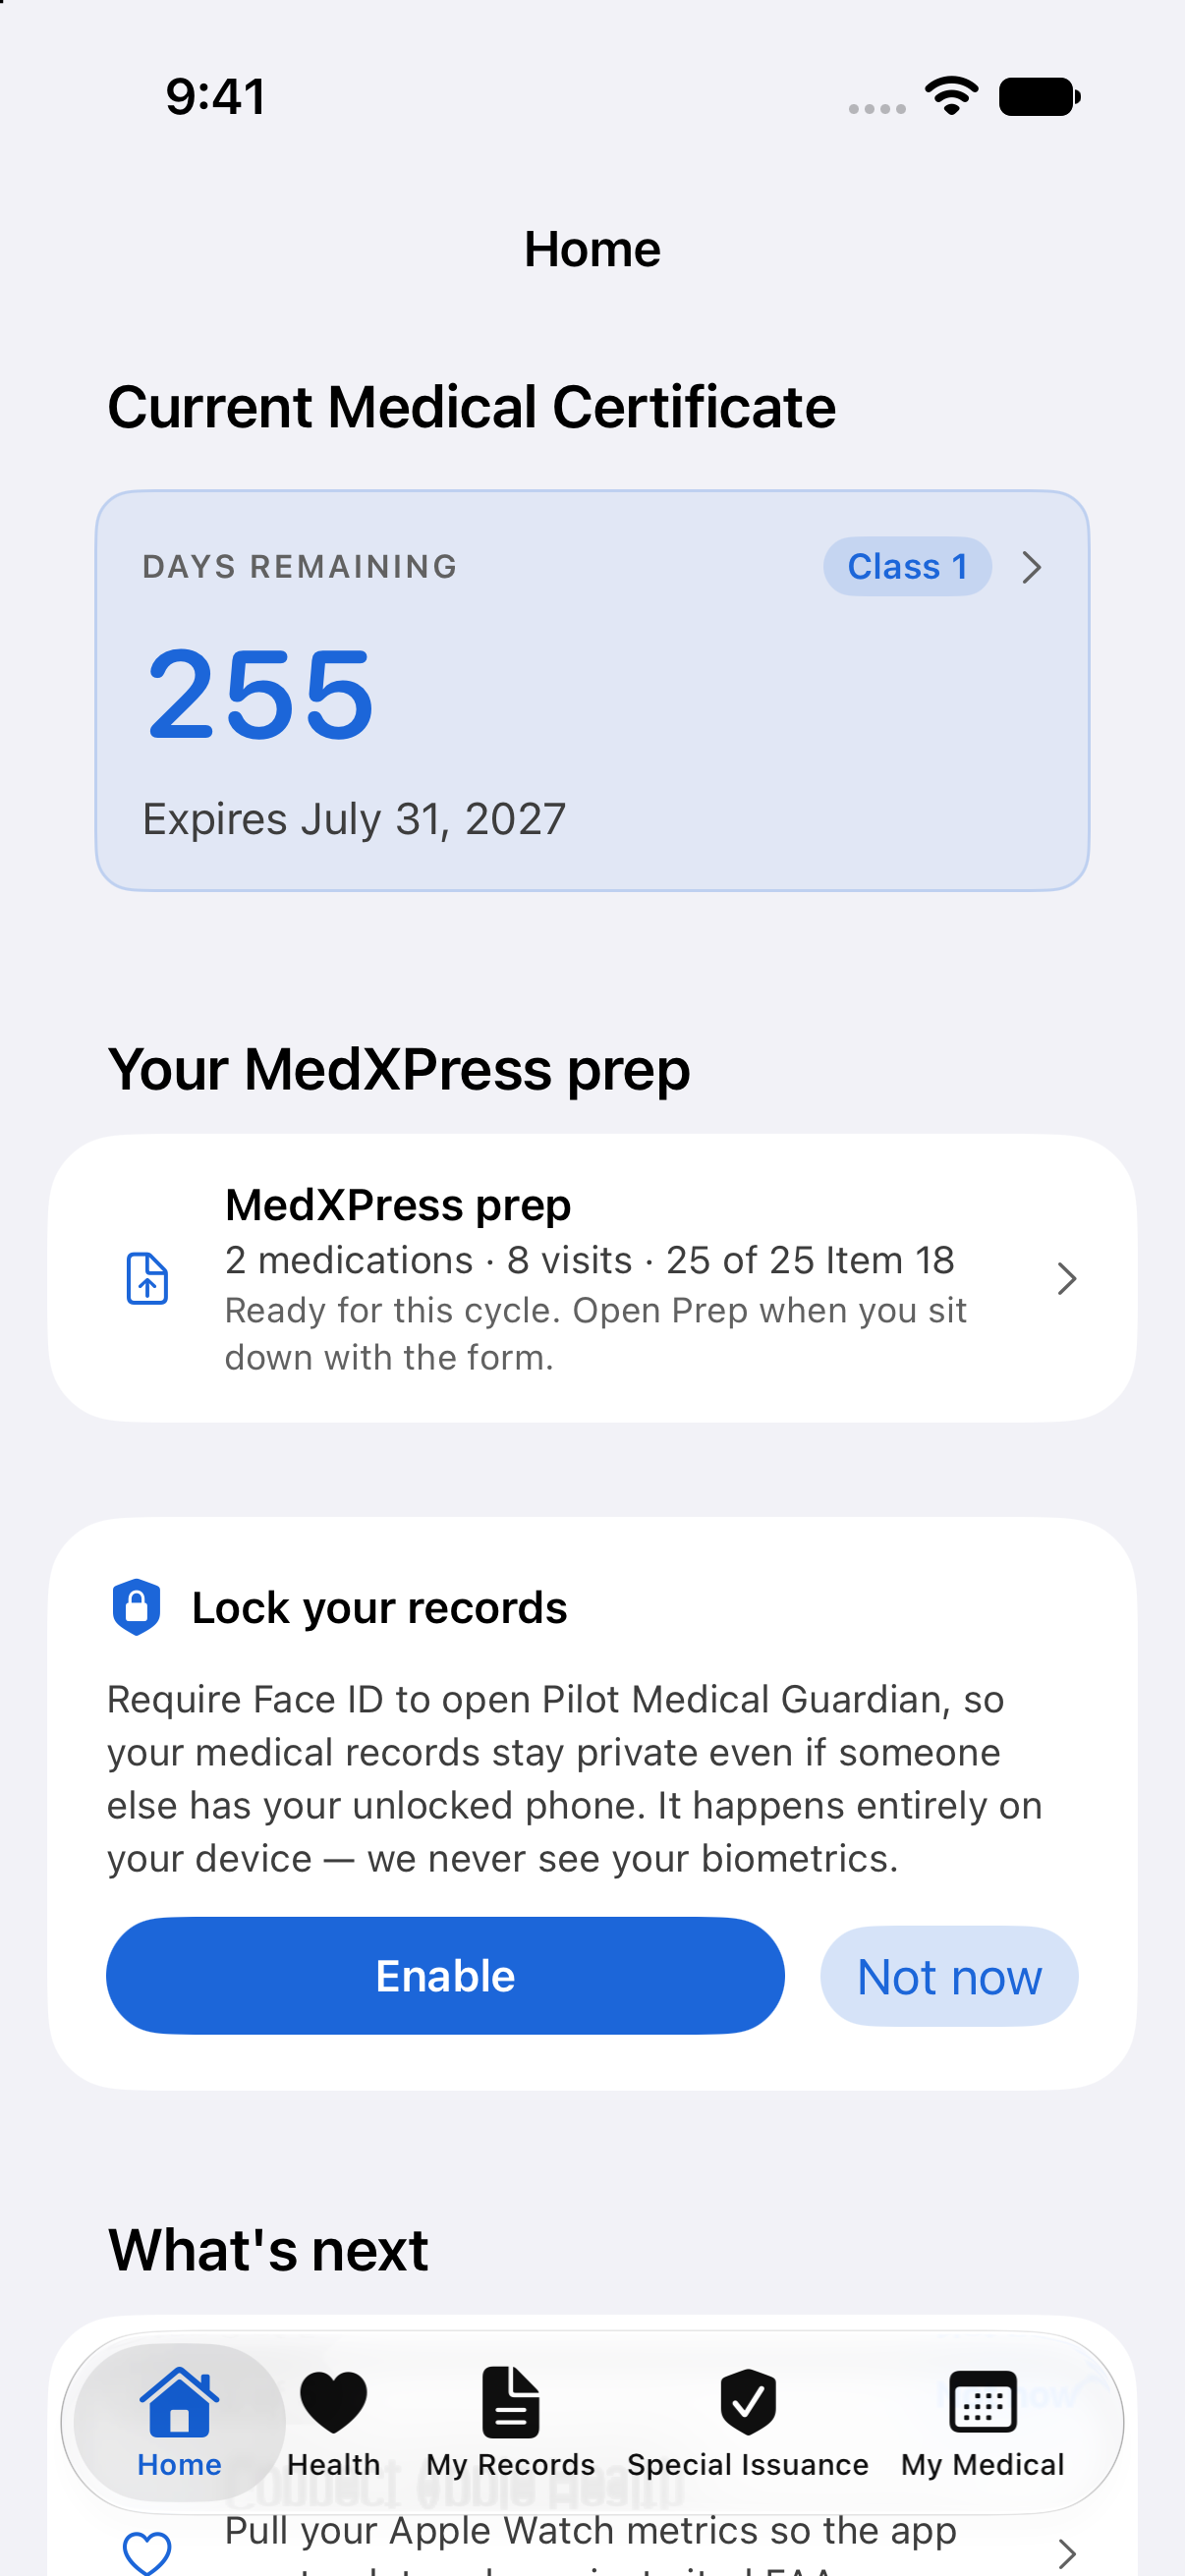 9:41
Home
Current Medical Certificate
DAYS REMAINING
Class 1
255
Expires July 31, 2027
Your MedXPress prep
MedXPress prep
2 medications · 8 visits · 25 of 25 Item 18
Ready for this cycle. Open Prep when you sit
down with the form.
Lock your records
Require Face ID to open Pilot Medical Guardian, so
your medical records stay private even if someone
else has your unlocked phone. It happens entirely on
your device — we never see your biometrics.
Enable
Not now
What's next
Home
Health
My Records
Special Issuance
My Medical
Connect Apple Health
Pull your Apple Watch metrics so the app